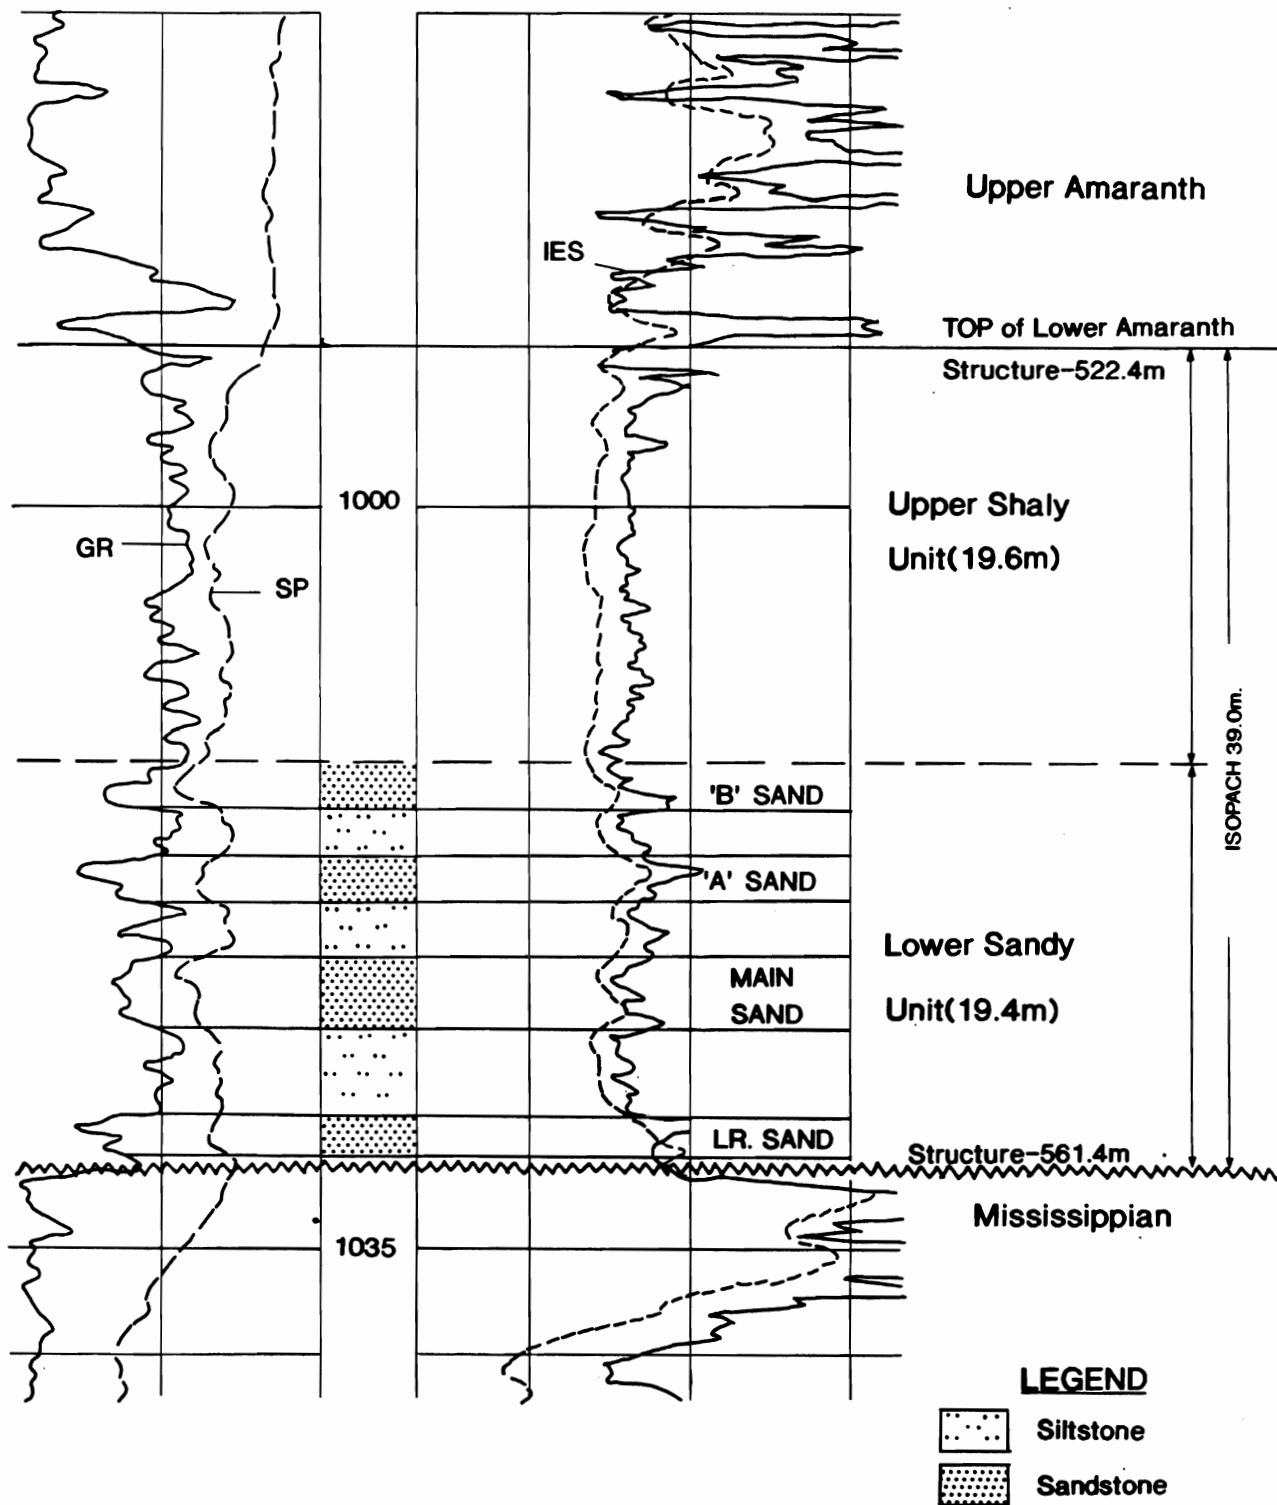 Upper Amaranth
IES
TOP of Lower Amaranth
Structure-522.4m
1000
Upper Shaly
Unit(19.6m)
GR
SP
ISOPACH 39.0m.
'B' SAND
'A' SAND
Lower Sandy
Unit(19.4m)
MAIN
SAND
LR. SAND
Structure-561.4m
Mississippian
1035
LEGEND
Siltstone
Sandstone